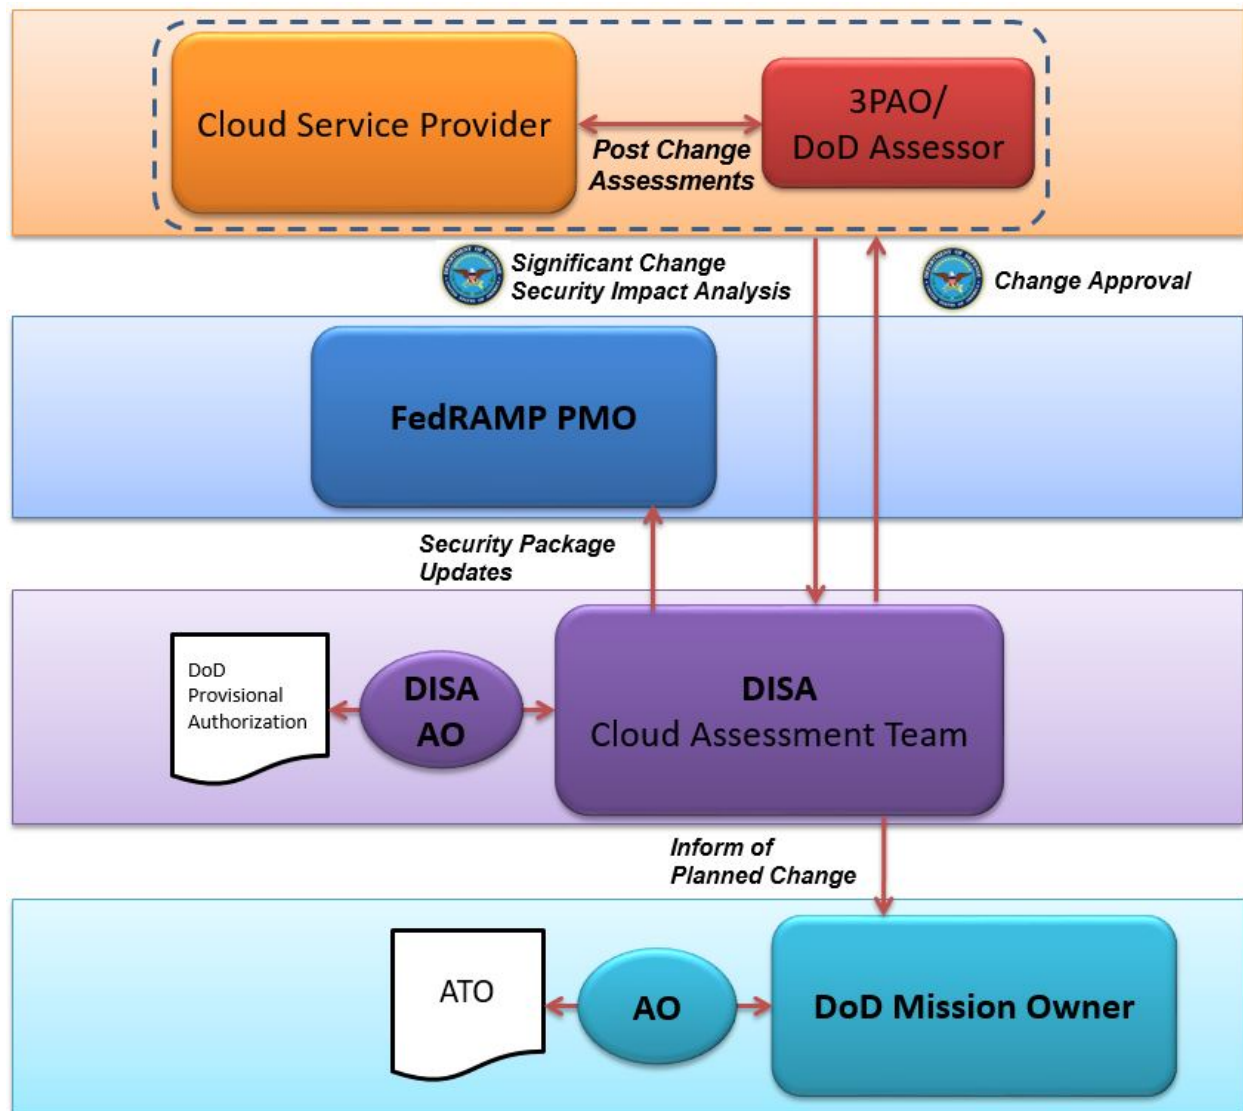 Cloud Service Provider
3PAO/
DoD Assessor
Post Change
Assessments
Significant Change
Security Impact Analysis
Change Approval
FedRAMP PMO
Security Package
Updates
DoD
Provisional
Authorization
DISA
AO
DISA
Cloud Assessment Team
Inform of
Planned Change
ATO
AO
DoD Mission Owner